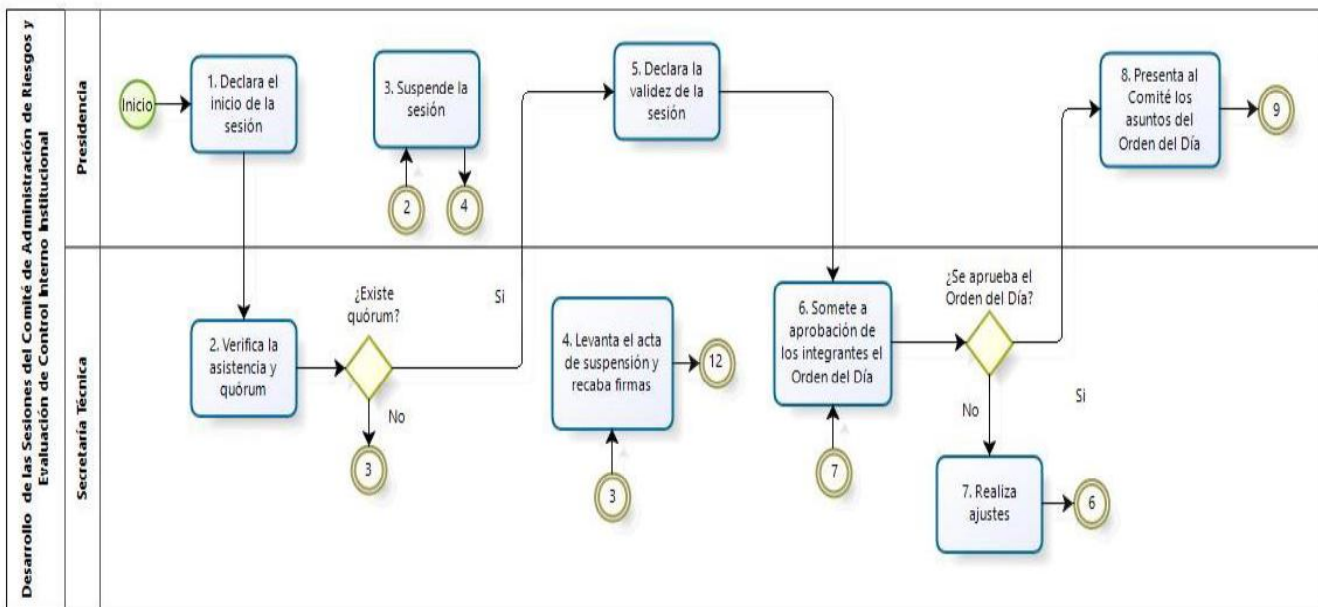 Desarrollo de las Sesiones del Comité de Administración de Riesgos y
Evaluación de Control Interno Institucional
Presidencia
Inicio
1. Declara el
inicio de la
sesión
3. Suspende la
sesión
2
4
5. Declara la
validez de la
sesión
8. Presenta al
Comité los
asuntos del
Orden del Día
9
Secretaría Técnica
2. Verifica la
asistencia y
quórum
¿Existe
quórum?
Si
No
3
4. Levanta el acta
de suspensión y
recaba firmas
12
3
6. Somete a
aprobación de
los integrantes el
Orden del Día
7
¿Se aprueba el
Orden del Día?
Si
No
7. Realiza
ajustes
6